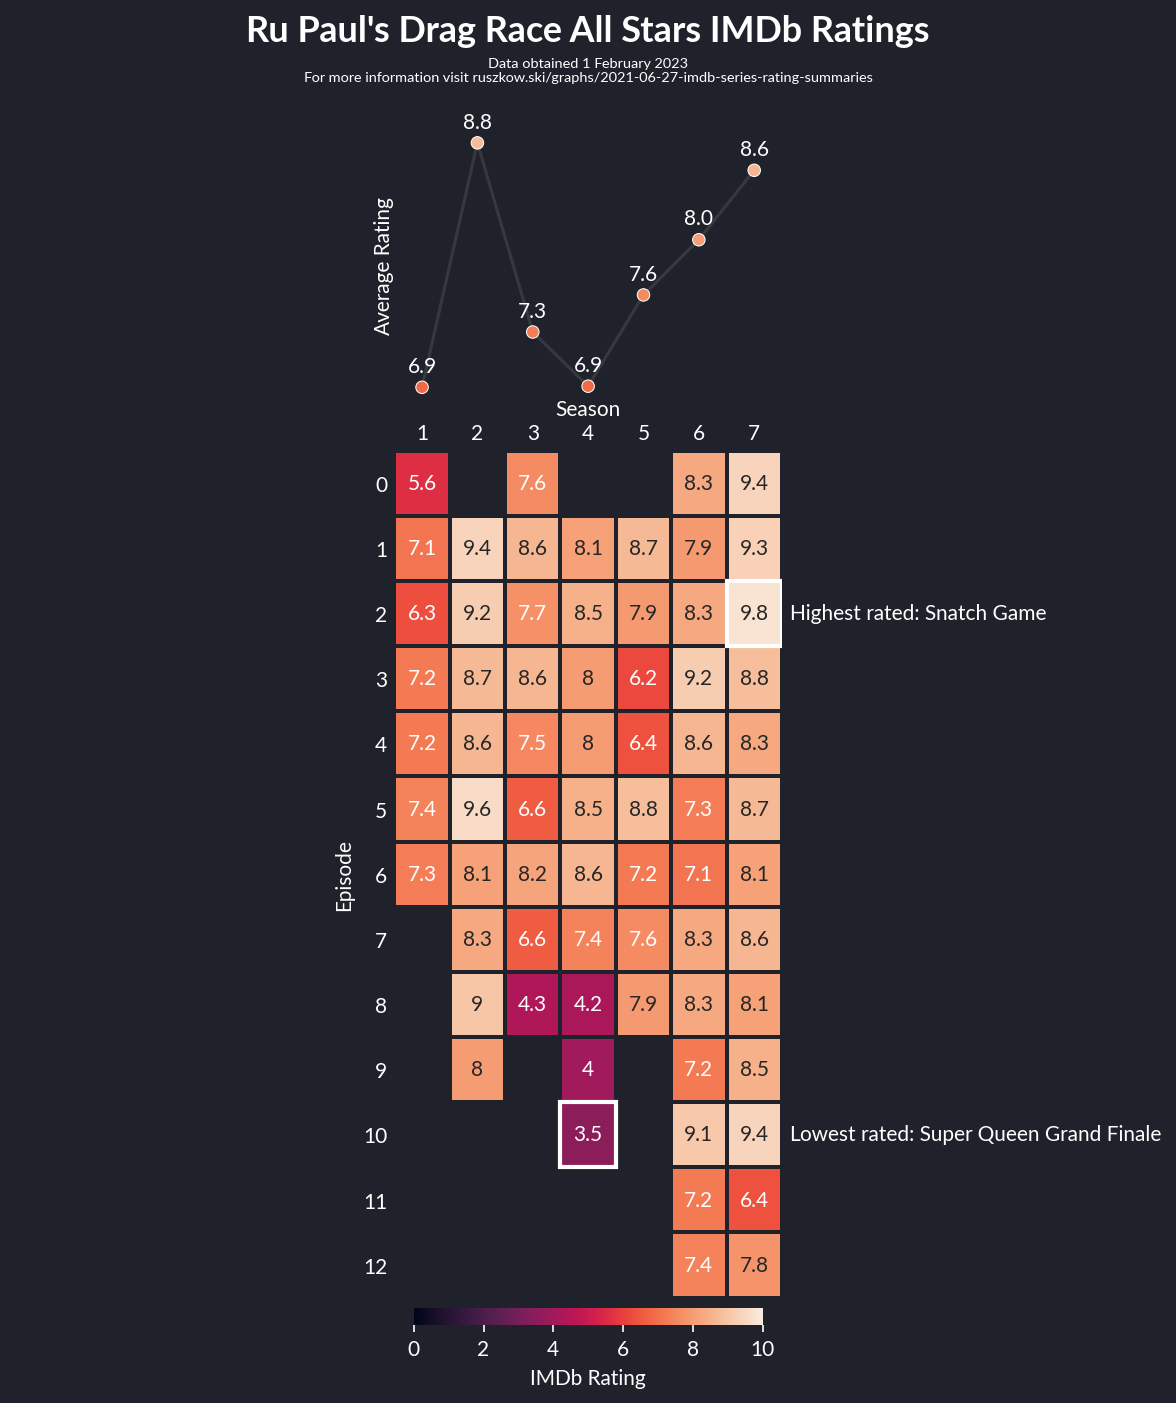 Ru Paul's Drag Race All Stars IMDb Ratings
Data obtained 1 February 2023
For more information visit ruszkow.ski/graphs/2021-06-27-imdb-series-rating-summaries
8.8
8.6
8.0
7.6
7.3
6.9
6.9
Average Rating
Season
1 2 3 4 5 6 7
0 5.6 7.6 8.3 9.4
1 7.1 9.4 8.6 8.1 8.7 7.9 9.3
2 6.3 9.2 7.7 8.5 7.9 8.3 9.8 Highest rated: Snatch Game
3 7.2 8.7 8.6 8 6.2 9.2 8.8
4 7.2 8.6 7.5 8 6.4 8.6 8.3
5 7.4 9.6 6.6 8.5 8.8 7.3 8.7
Episode
6 7.3 8.1 8.2 8.6 7.2 7.1 8.1
7 8.3 6.6 7.4 7.6 8.3 8.6
8 9 4.3 4.2 7.9 8.3 8.1
9 8 4 7.2 8.5
10 3.5 9.1 9.4 Lowest rated: Super Queen Grand Finale
11 7.2 6.4
12 7.4 7.8
0 2 4 6 8 10
IMDb Rating